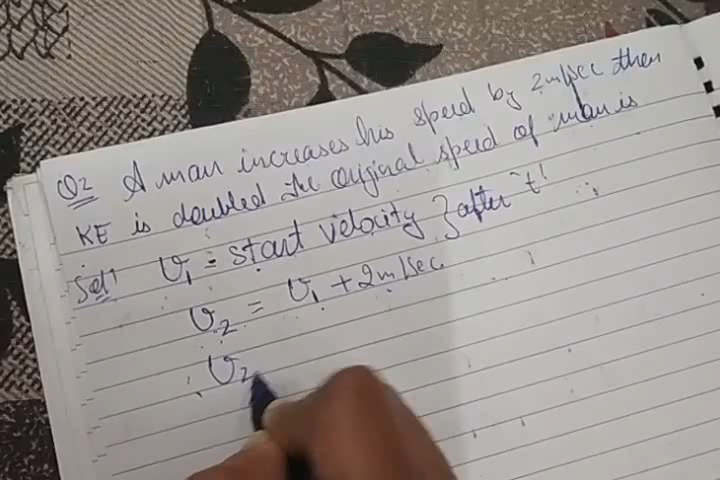 Q2 A man increases his speed by 2m/sec then
KE is doubled the original speed of man is
Sol! v₁ = start velocity } after 't'
v₂ = v₁ + 2m/sec.
v₂